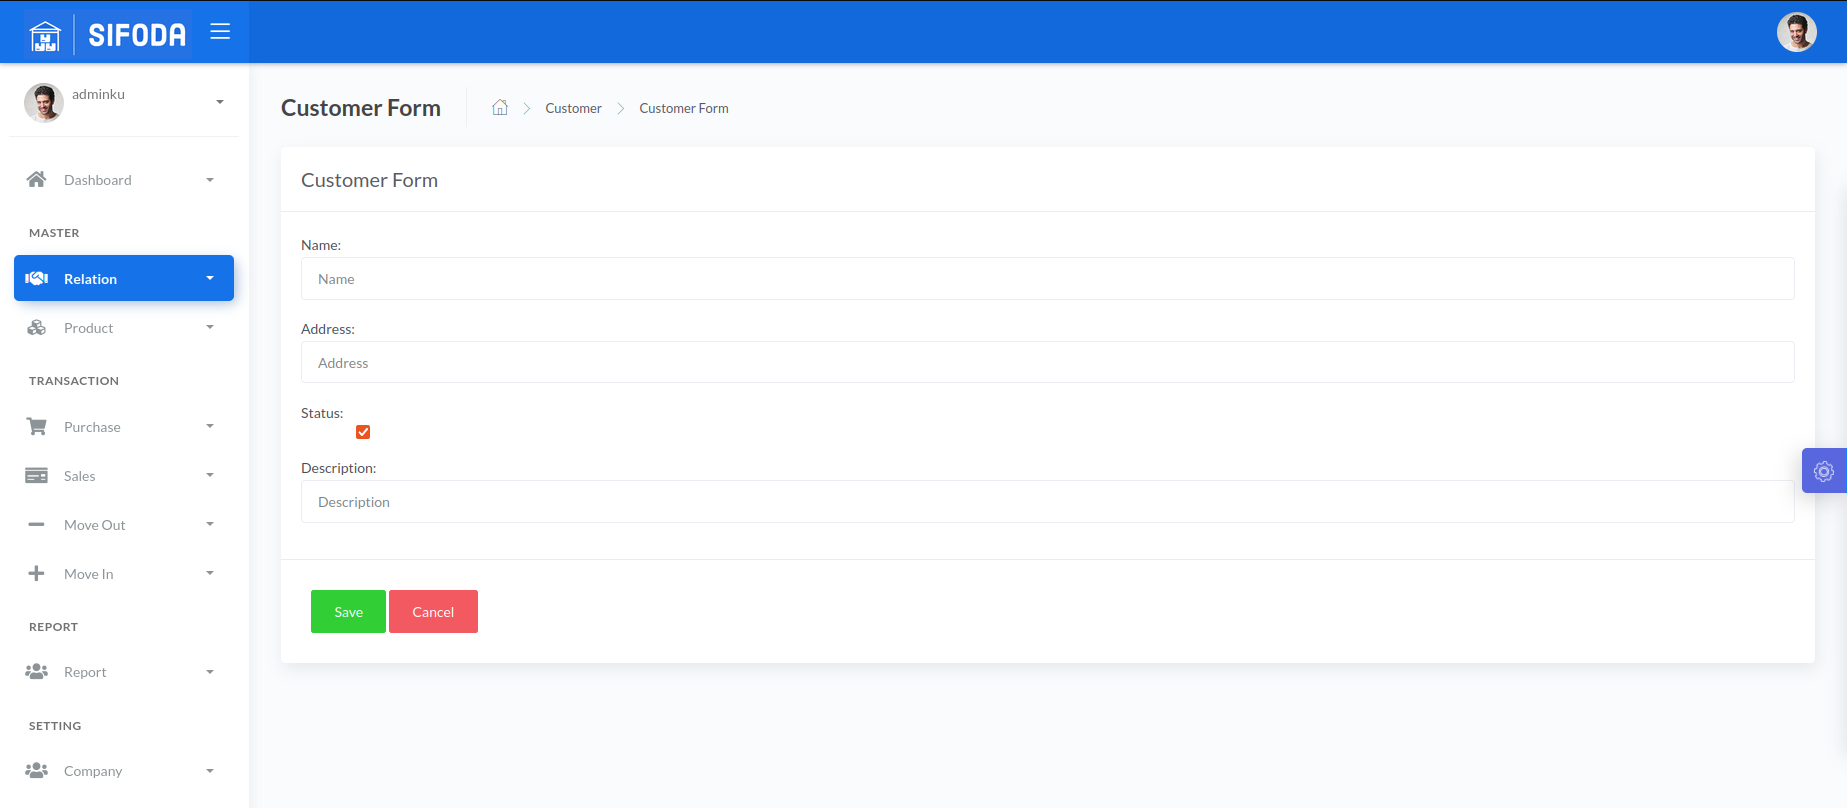 SIFODA
adminku
Dashboard
MASTER
Relation
Product
TRANSACTION
Purchase
Sales
Move Out
Move In
REPORT
Report
SETTING
Company
Customer Form
Customer
Customer Form
Customer Form
Name:
Name
Address:
Address
Status:
Description:
Description
Save
Cancel